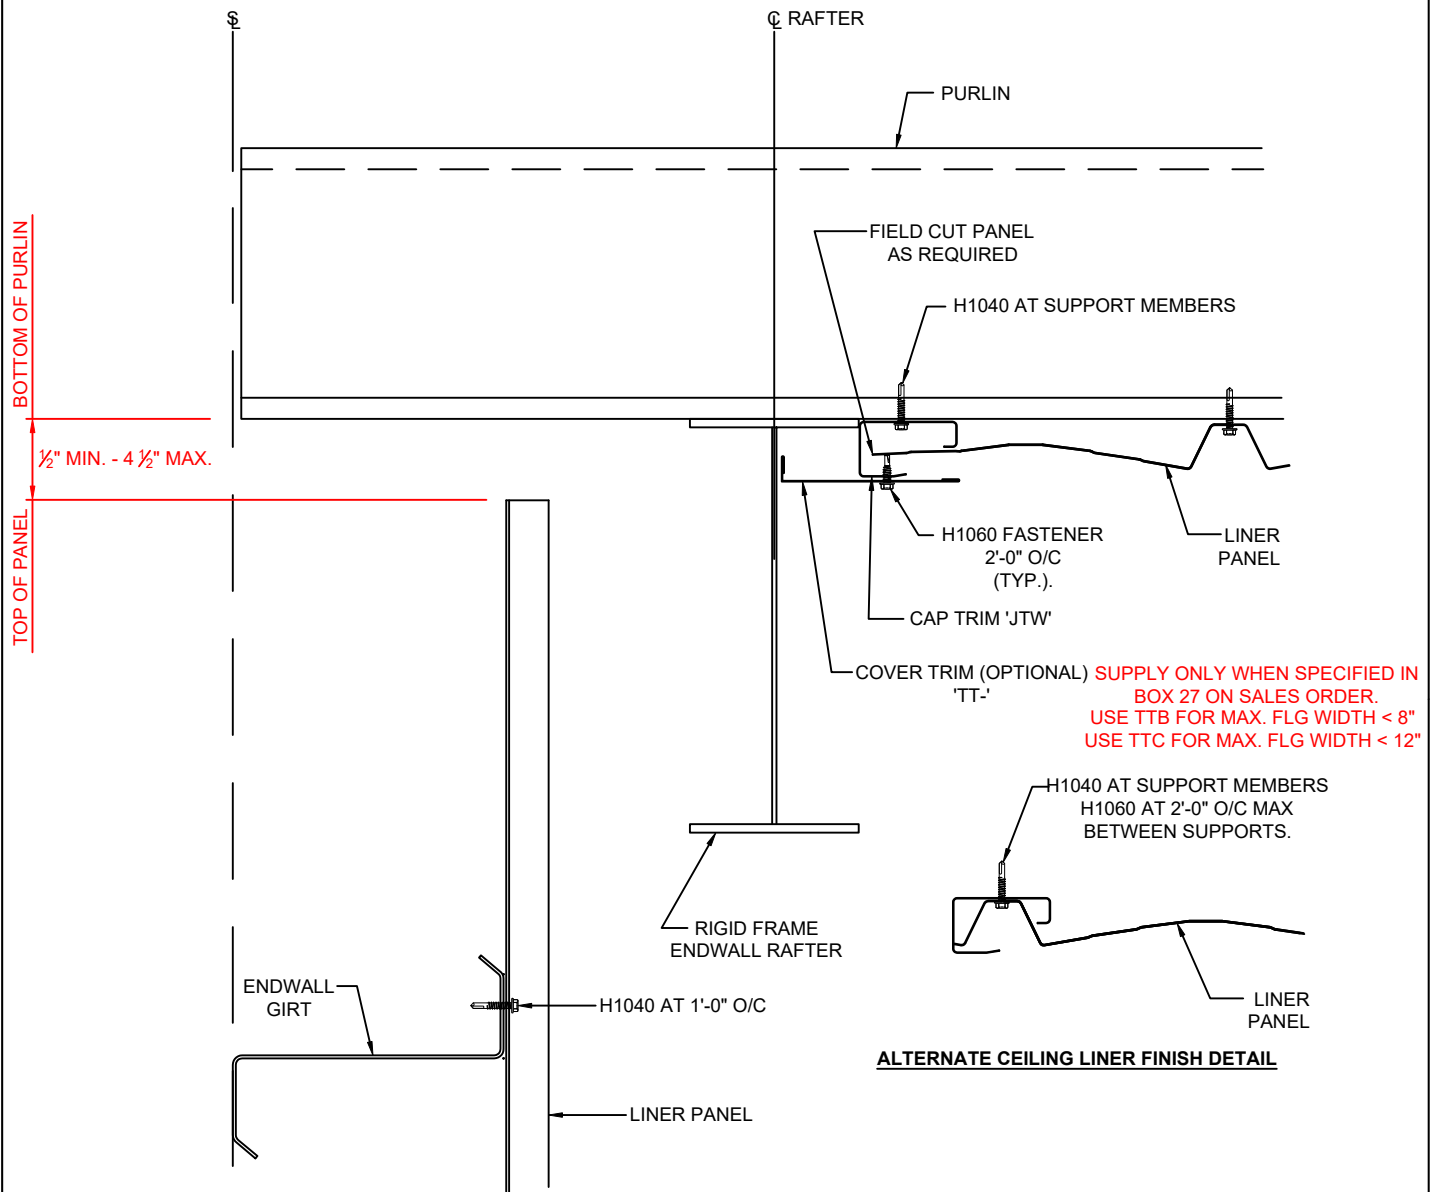 ℄ RAFTER
PURLIN
FIELD CUT PANEL
AS REQUIRED
H1040 AT SUPPORT MEMBERS
BOTTOM OF PURLIN
½" MIN. - 4 ½" MAX.
TOP OF PANEL
H1060 FASTENER
2'-0" O/C
(TYP.).
LINER
PANEL
CAP TRIM 'JTW'
COVER TRIM (OPTIONAL)
'TT-'
SUPPLY ONLY WHEN SPECIFIED IN
BOX 27 ON SALES ORDER.
USE TTB FOR MAX. FLG WIDTH < 8"
USE TTC FOR MAX. FLG WIDTH < 12"
H1040 AT SUPPORT MEMBERS
H1060 AT 2'-0" O/C MAX
BETWEEN SUPPORTS.
RIGID FRAME
ENDWALL RAFTER
ENDWALL
GIRT
H1040 AT 1'-0" O/C
LINER
PANEL
ALTERNATE CEILING LINER FINISH DETAIL
LINER PANEL